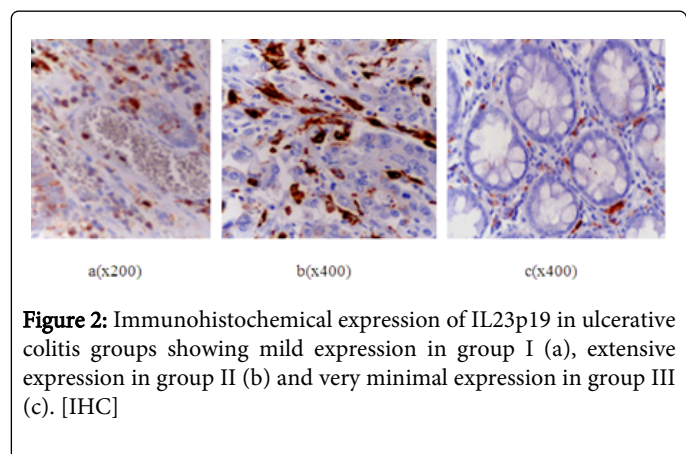 a(x200) b(x400) c(x400)
Figure 2: Immunohistochemical expression of IL23p19 in ulcerative
colitis groups showing mild expression in group I (a), extensive
expression in group II (b) and very minimal expression in group III
(c). [IHC]